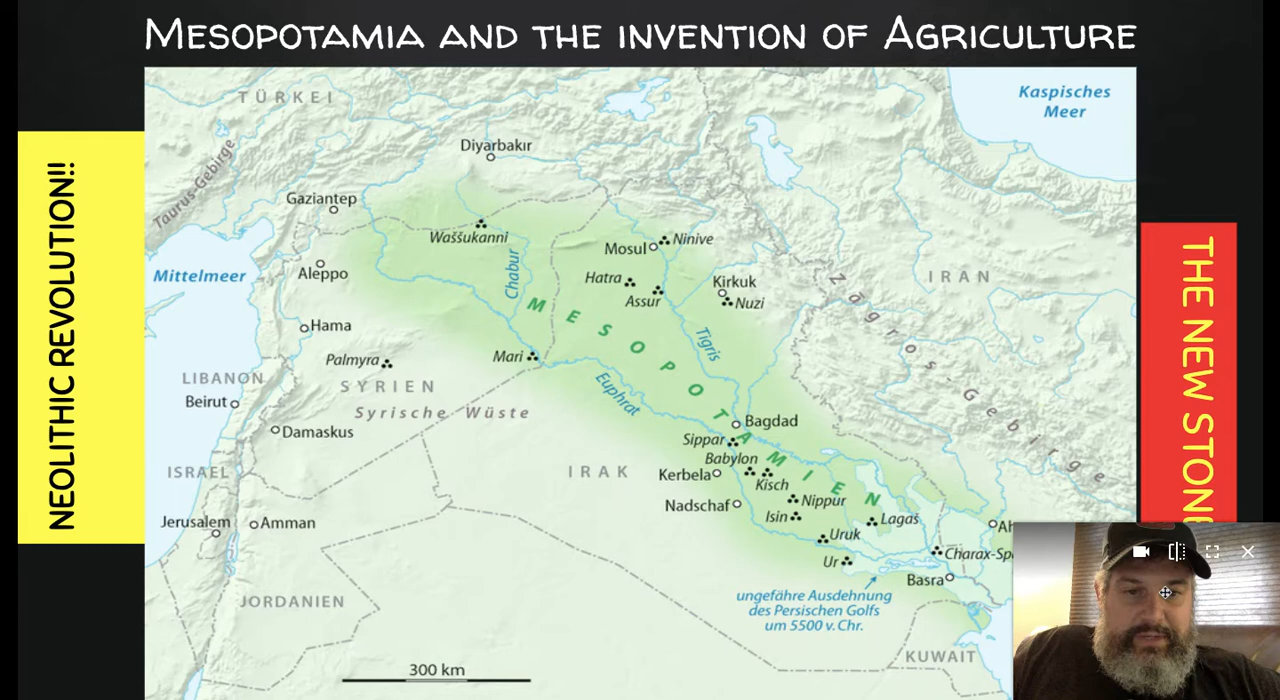 MESOPOTAMIA AND THE INVENTION OF AGRICULTURE
NEOLITHIC REVOLUTION!!
THE NEW STONE
TÜRKEI
Kaspisches
Meer
Diyarbakır
Taurus-Gebirge
Gaziantep
Waššukanni
Mosul
Ninive
Mittelmeer
Aleppo
Chabur
Hatra
Assur
Kirkuk
Nuzi
IRAN
Zagros-Gebirge
MESOPOTAMIEN
Hama
Tigris
Palmyra
Mari
LIBANON
SYRIEN
Euphrat
Beirut
Syrische Wüste
Damaskus
Bagdad
Sippar
Babylon
ISRAEL
IRAK
Kerbela
Kisch
Nadschaf
Nippur
Isin
Lagaš
Jerusalem
Amman
Uruk
Ah
Ur
Charax-Sp
Basra
ungefähre Ausdehnung
des Persischen Golfs
um 5500 v. Chr.
JORDANIEN
KUWAIT
300 km